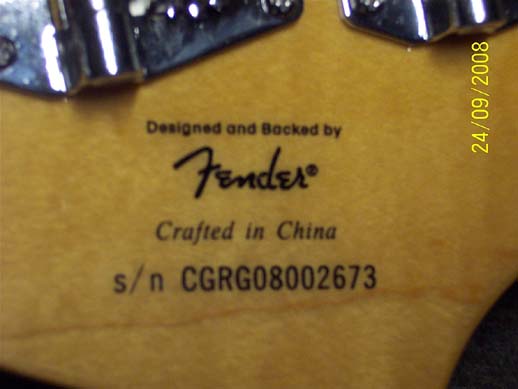 Designed and Backed by
Fender®
Crafted in China
s/n CGRG08002673
24/09/2008